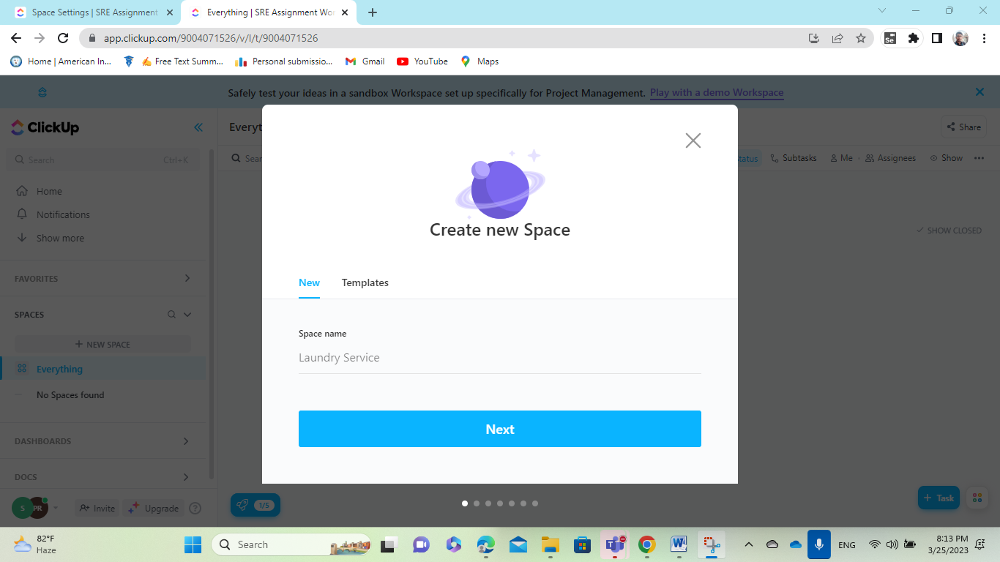 Space Settings | SRE Assignment
Everything | SRE Assignment Wor
app.clickup.com/9004071526/v/l/t/9004071526
Se
Home | American In...
Free Text Summ...
Personal submissio...
Gmail
YouTube
Maps
Safely test your ideas in a sandbox Workspace set up specifically for Project Management. Play with a demo Workspace
ClickUp
Everyt
Share
Search
Ctrl+K
Sear
tatus
Subtasks
Me
Assignees
Show
Home
Notifications
Show more
SHOW CLOSED
FAVORITES
SPACES
+ NEW SPACE
Everything
No Spaces found
DASHBOARDS
DOCS
S
PR
Invite
Upgrade
?
1/5
+ Task
Create new Space
New
Templates
Space name
Laundry Service
Next
82°F
Haze
Search
W
ENG
8:13 PM
3/25/2023